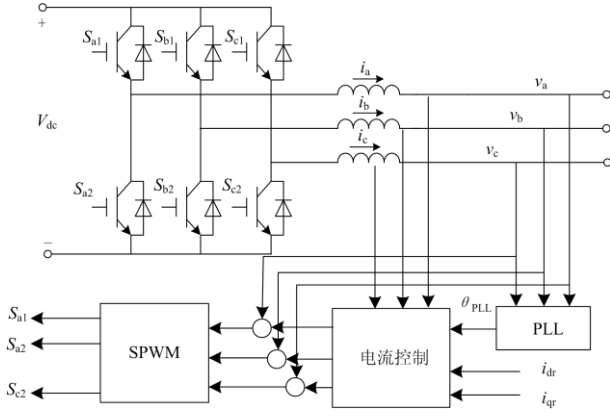 +
Sa1
Sb1
Sc1
ia
va
ib
vb
Vdc
ic
vc
Sa2
Sb2
Sc2
−
θPLL
Sa1
Sa2
Sc2
SPWM
电流控制
PLL
idr
iqr